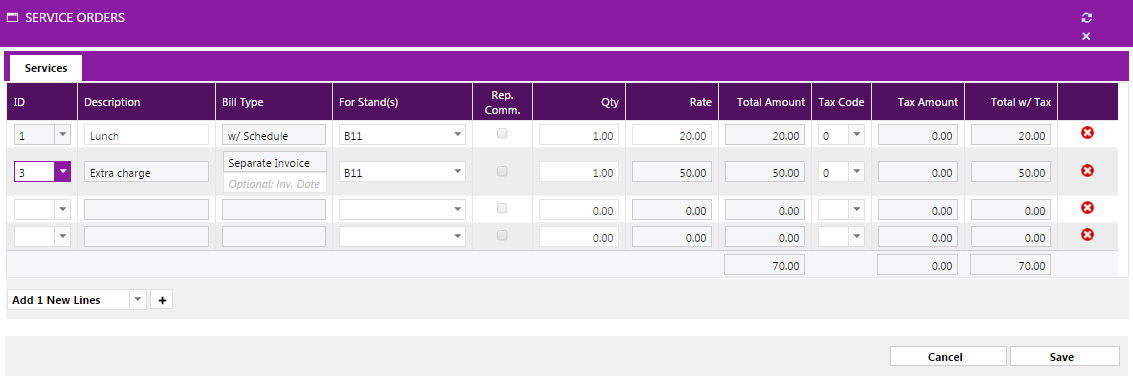 SERVICE ORDERS
Services
ID Description Bill Type For Stand(s) Rep. Comm. Qty Rate Total Amount Tax Code Tax Amount Total w/ Tax
1 Lunch w/ Schedule B11 1.00 20.00 20.00 0 0.00 20.00
3 Extra charge Separate Invoice B11 1.00 50.00 50.00 0 0.00 50.00
Optional: Inv. Date
0.00 0.00 0.00 0.00 0.00
0.00 0.00 0.00 0.00 0.00
70.00 0.00 70.00
Add 1 New Lines +
Cancel Save